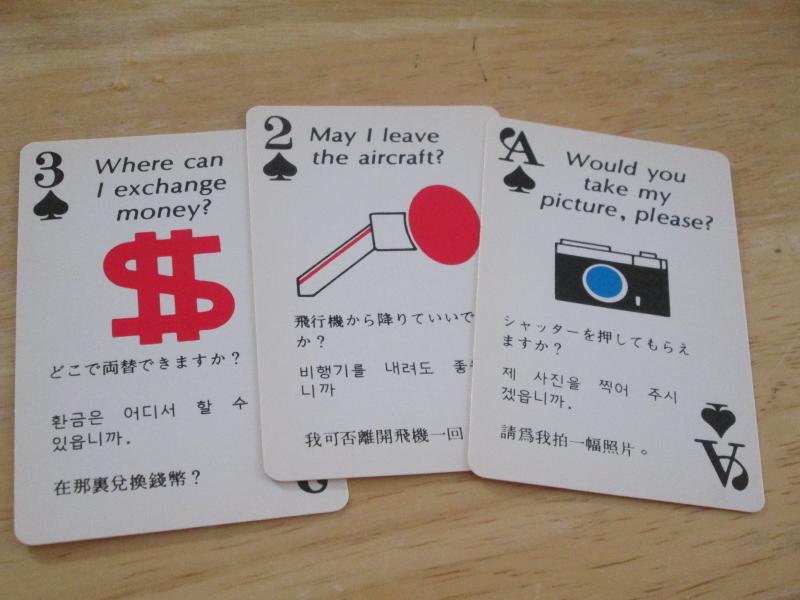 3
Where can
I exchange
money?
どこで両替できますか？
환금은 어디서 할 수
있읍니까.
在那裏兌換錢幣？
2
May I leave
the aircraft?
飛行機から降りていいで
か？
비행기를 내려도
니까
我可否離開飛機一回
A
Would you
take my
picture, please?
シャッターを押してもらえ
ますか？
제 사진을 찍어 주시
겠읍니까.
請爲我拍一幅照片。
A